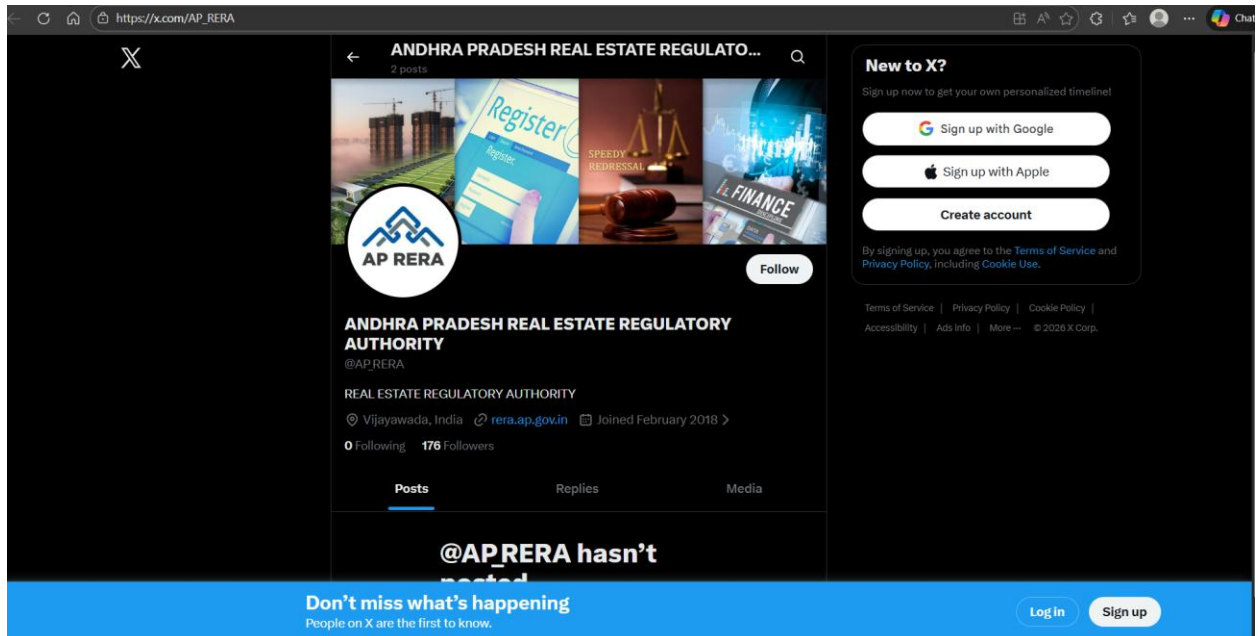 https://x.com/AP_RERA
Chat
ANDHRA PRADESH REAL ESTATE REGULATO...
2 posts
Register
Register
SPEEDY
REDRESSAL
FINANCE
AP RERA
Follow
ANDHRA PRADESH REAL ESTATE REGULATORY
AUTHORITY
@AP_RERA
REAL ESTATE REGULATORY AUTHORITY
Vijayawada, India rera.ap.gov.in Joined February 2018
0 Following 176 Followers
Posts Replies Media
@AP_RERA hasn't
posted
New to X?
Sign up now to get your own personalized timeline!
Sign up with Google
Sign up with Apple
Create account
By signing up, you agree to the Terms of Service and
Privacy Policy, including Cookie Use.
Terms of Service | Privacy Policy | Cookie Policy |
Accessibility | Ads info | More ··· © 2026 X Corp.
Don't miss what's happening
People on X are the first to know.
Log in Sign up